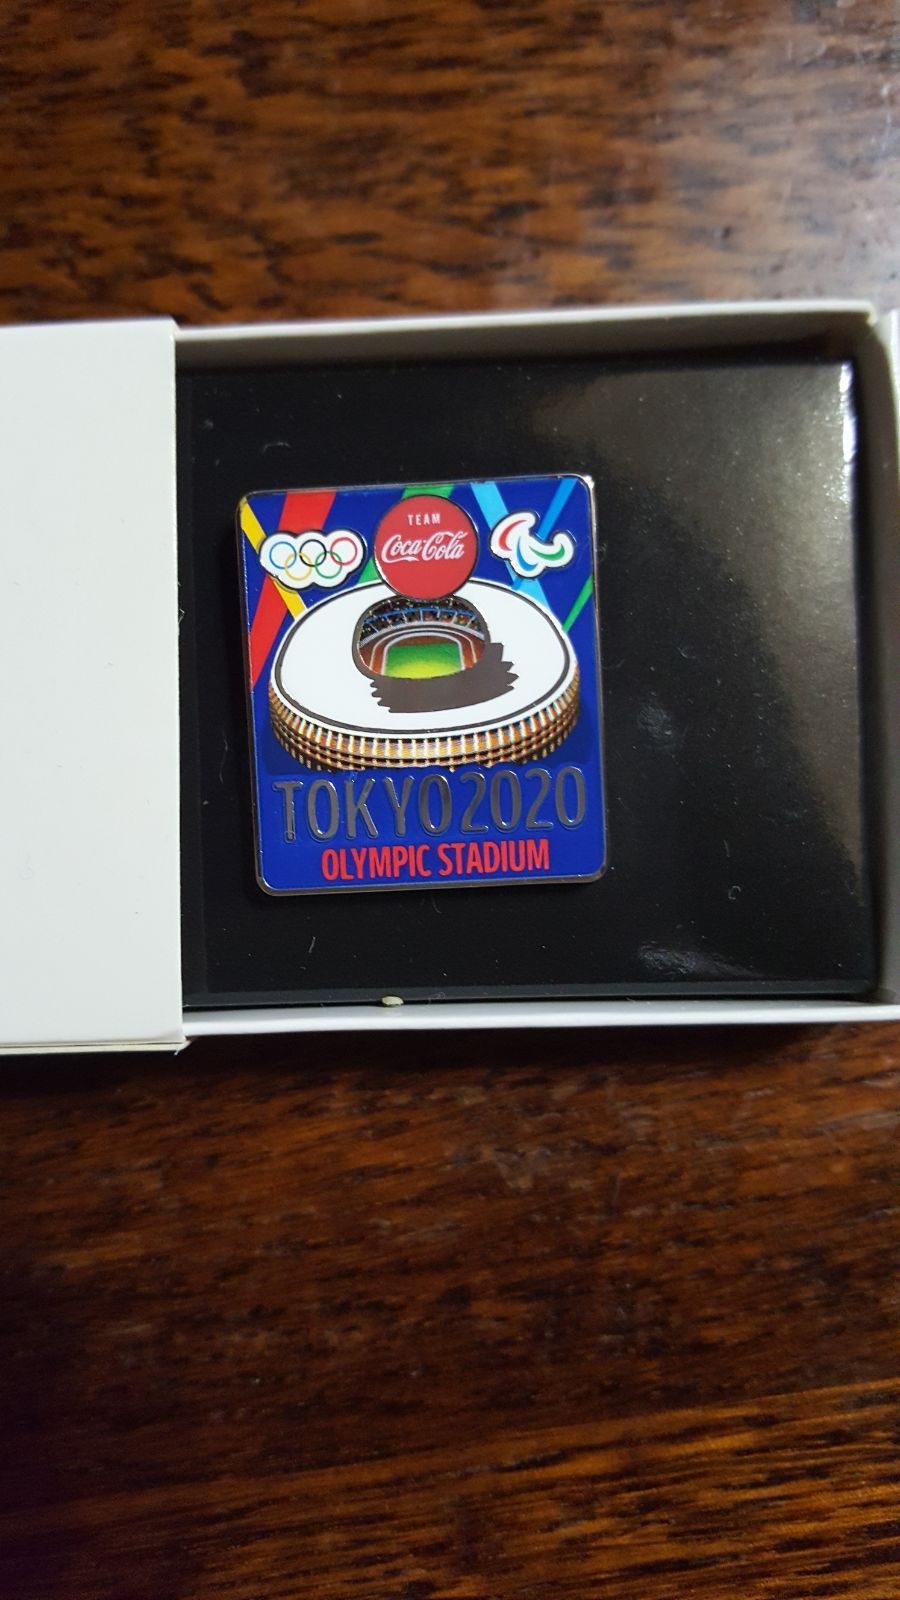 TEAM
Coca-Cola
TOKYO2020
OLYMPIC STADIUM